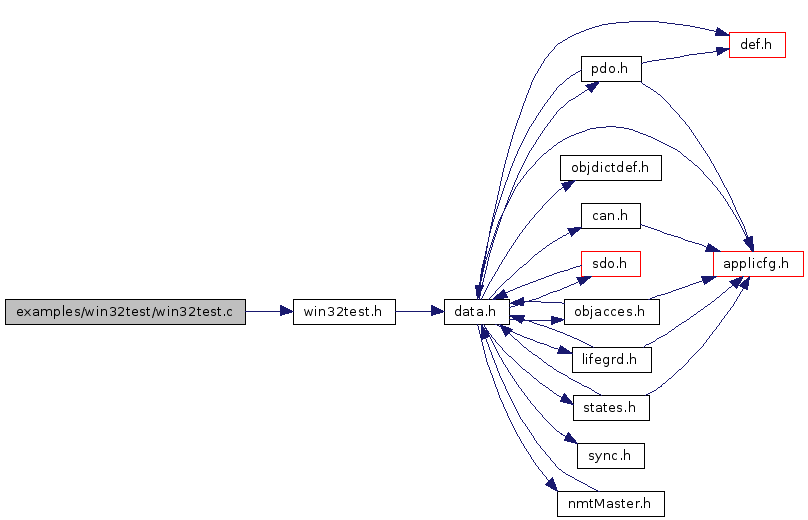 def.h
pdo.h
objdictdef.h
can.h
sdo.h
applicfg.h
examples/win32test/win32test.c
win32test.h
data.h
objacces.h
lifegrd.h
states.h
sync.h
nmtMaster.h